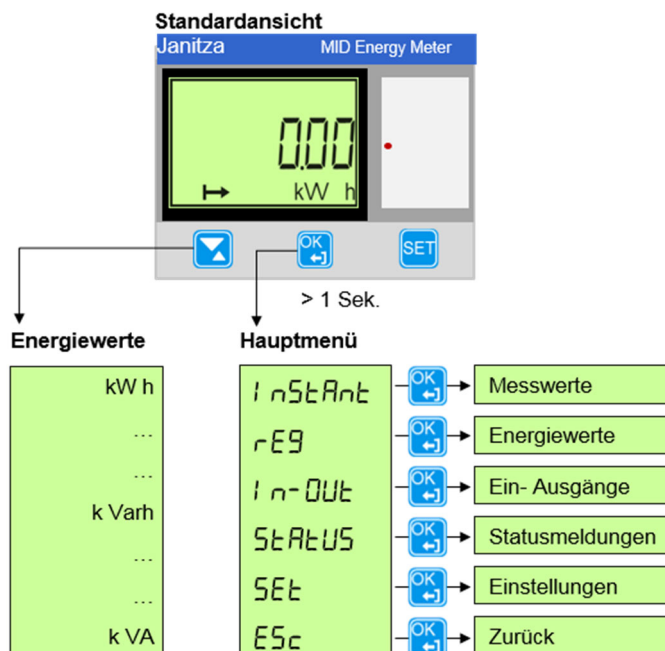 Standardansicht
Janitza MID Energy Meter
0.00
kW h
OK SET
> 1 Sek.
Energiewerte Hauptmenü
kW h
...
...
k Varh
...
...
k VA
InStAnt OK Messwerte
rEg OK Energiewerte
In-OUt OK Ein- Ausgänge
StAtUS OK Statusmeldungen
SEt OK Einstellungen
ESc OK Zurück